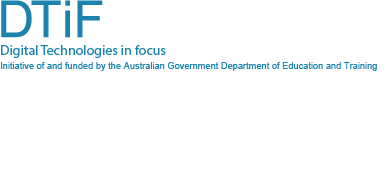 DTiF
Digital Technologies in focus
Initiative of and funded by the Australian Government Department of Education and Training